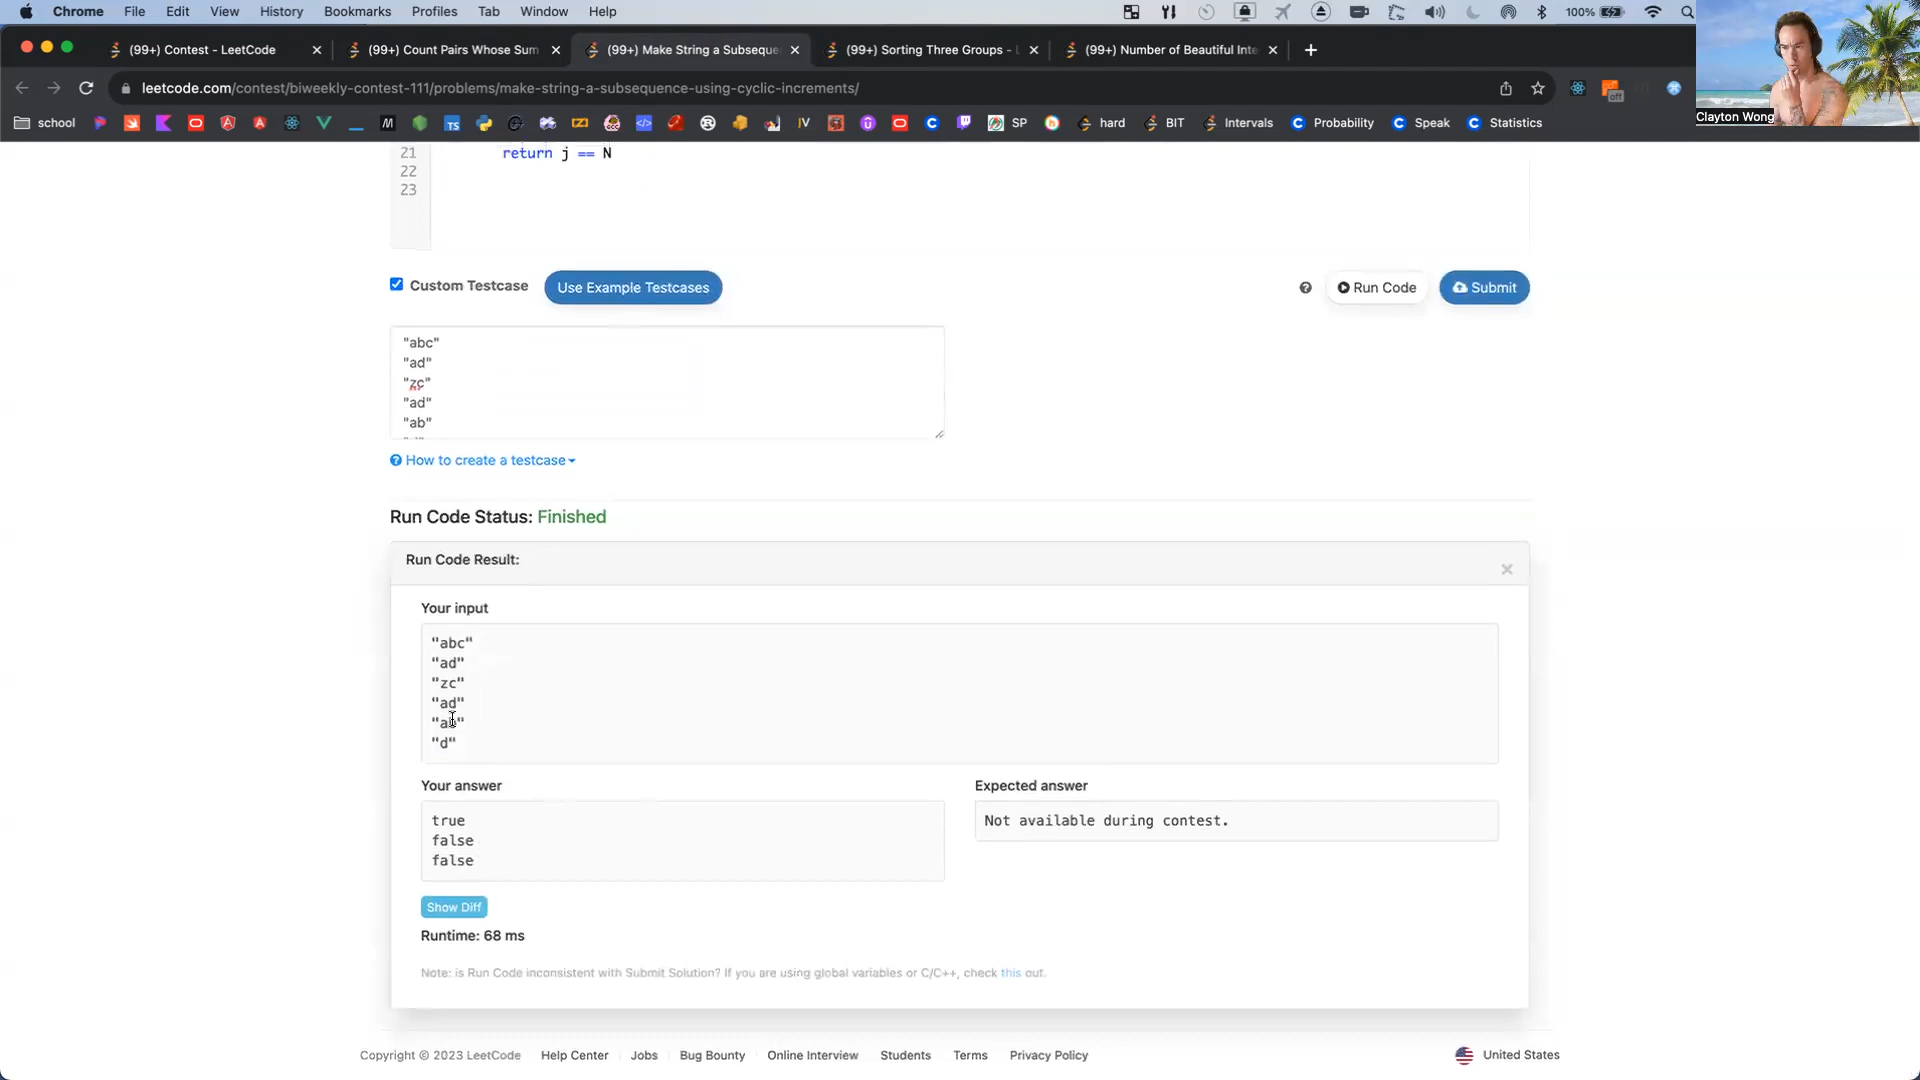 Chrome File Edit View History Bookmarks Profiles Tab Window Help 100%
(99+) Contest - LeetCode (99+) Count Pairs Whose Sum (99+) Make String a Subseque (99+) Sorting Three Groups - L (99+) Number of Beautiful Inte
leetcode.com/contest/biweekly-contest-111/problems/make-string-a-subsequence-using-cyclic-increments/
off
Clayton Wong
school SP hard BIT Intervals Probability Speak Statistics
21 return j == N
22
23
Custom Testcase Use Example Testcases Run Code Submit
"abc"
"ad"
"zc"
"ad"
"ab"
How to create a testcase
Run Code Status: Finished
Run Code Result:
Your input
"abc"
"ad"
"zc"
"ad"
"ab"
"d"
Your answer Expected answer
true Not available during contest.
false
false
Show Diff
Runtime: 68 ms
Note: is Run Code inconsistent with Submit Solution? If you are using global variables or C/C++, check this out.
Copyright © 2023 LeetCode Help Center Jobs Bug Bounty Online Interview Students Terms Privacy Policy United States